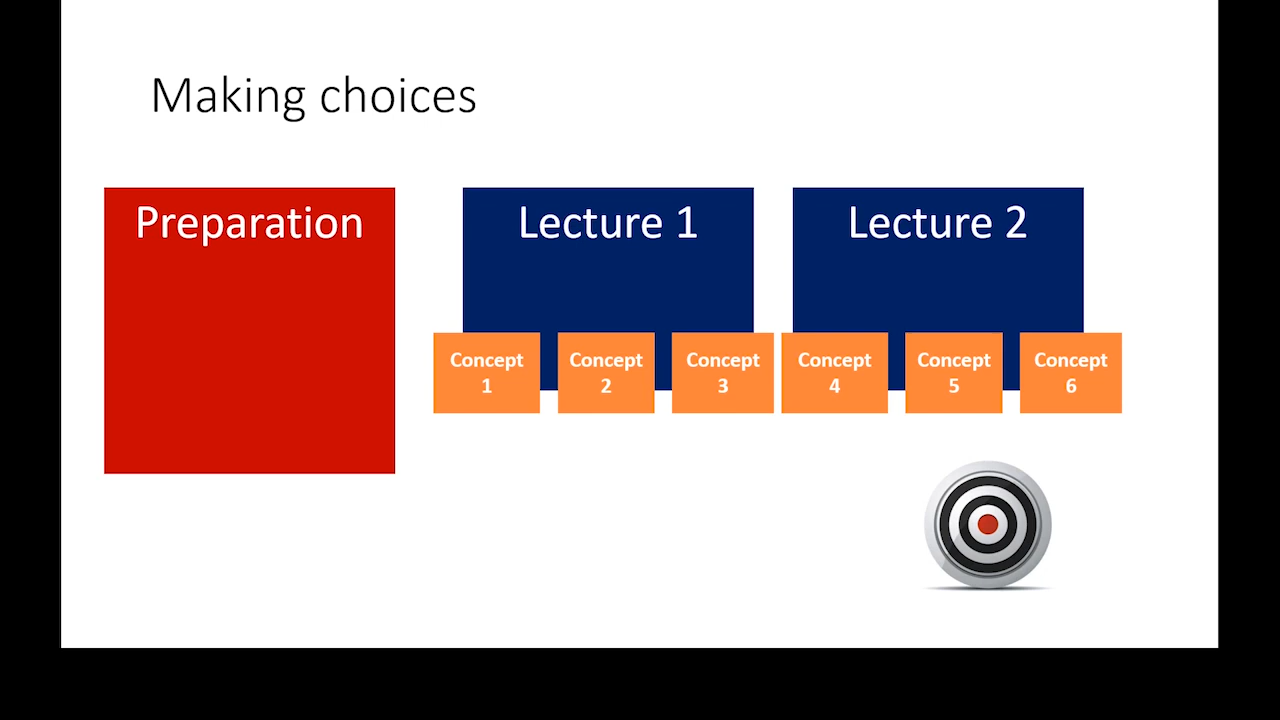 Making choices
Preparation
Lecture 1
Lecture 2
Concept
1
Concept
2
Concept
3
Concept
4
Concept
5
Concept
6